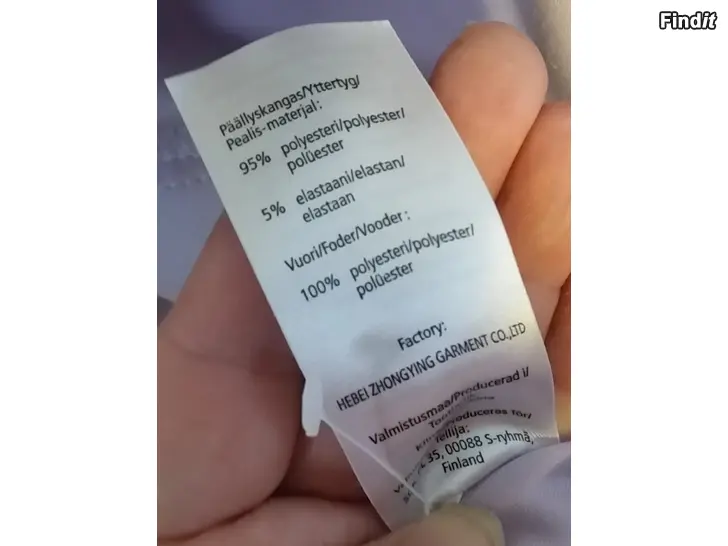 Findit
Päällyskangas/Yttertyg/
Pealis-materjal:
95% polyesteri/polyester/
polüester
5% elastaani/elastan/
elastaan
Vuori/Foder/Vooder:
100% polyesteri/polyester/
polüester
Factory:
HEBEI ZHONGYING GARMENT CO.,LTD
Valmistusmaa/Producerad i/
35, 00088 S-ryhmä,
Finland